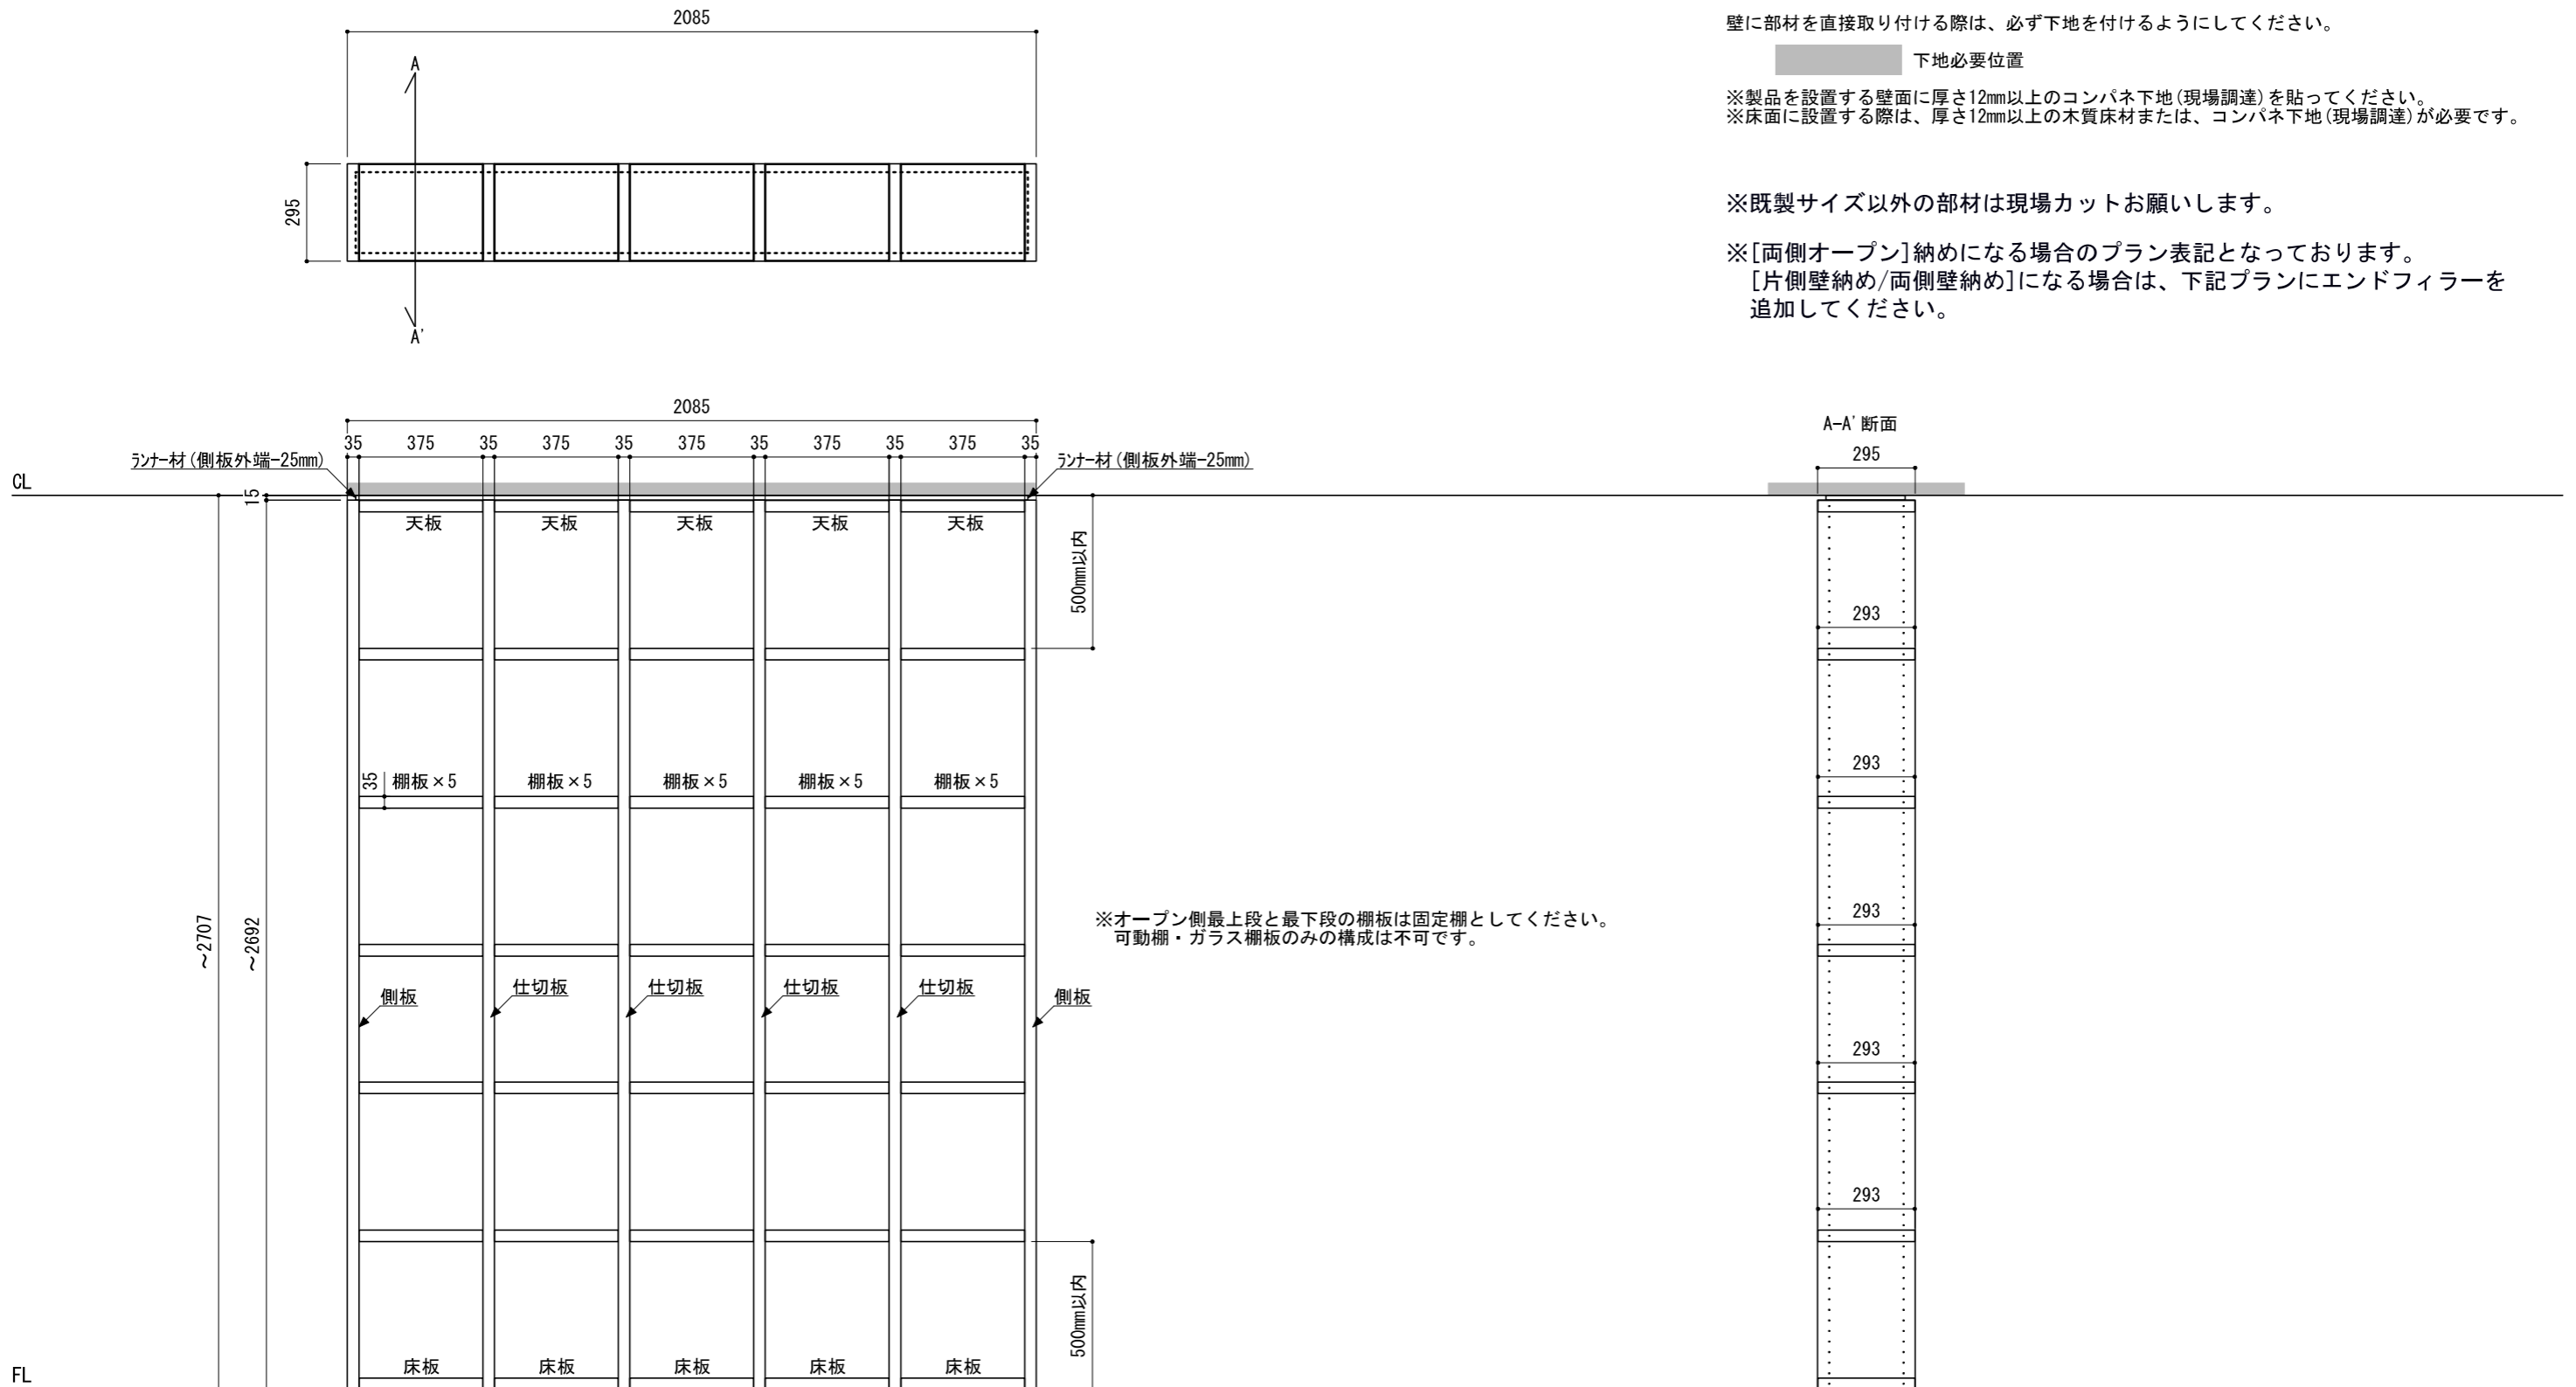 2085
A
295
A'
壁に部材を直接取り付ける際は、必ず下地を付けるようにしてください。
下地必要位置
※製品を設置する壁面に厚さ12mm以上のコンパネ下地(現場調達)を貼ってください。
※床面に設置する際は、厚さ12mm以上の木質床材または、コンパネ下地(現場調達)が必要です。
※既製サイズ以外の部材は現場カットお願いします。
※[両側オープン]納めになる場合のプラン表記となっております。
[片側壁納め/両側壁納め]になる場合は、下記プランにエンドフィラーを
追加してください。
2085
35 375 35 375 35 375 35 375 35 375 35
ランナー材(側板外端-25mm)
ランナー材(側板外端-25mm)
CL
15
天板 天板 天板 天板 天板
500mm以内
35
棚板×5 棚板×5 棚板×5 棚板×5 棚板×5
~2707
~2692
※オープン側最上段と最下段の棚板は固定棚としてください。
可動棚・ガラス棚板のみの構成は不可です。
側板 仕切板 仕切板 仕切板 仕切板 側板
500mm以内
床板 床板 床板 床板 床板
FL
A-A' 断面
295
293
293
293
293
293